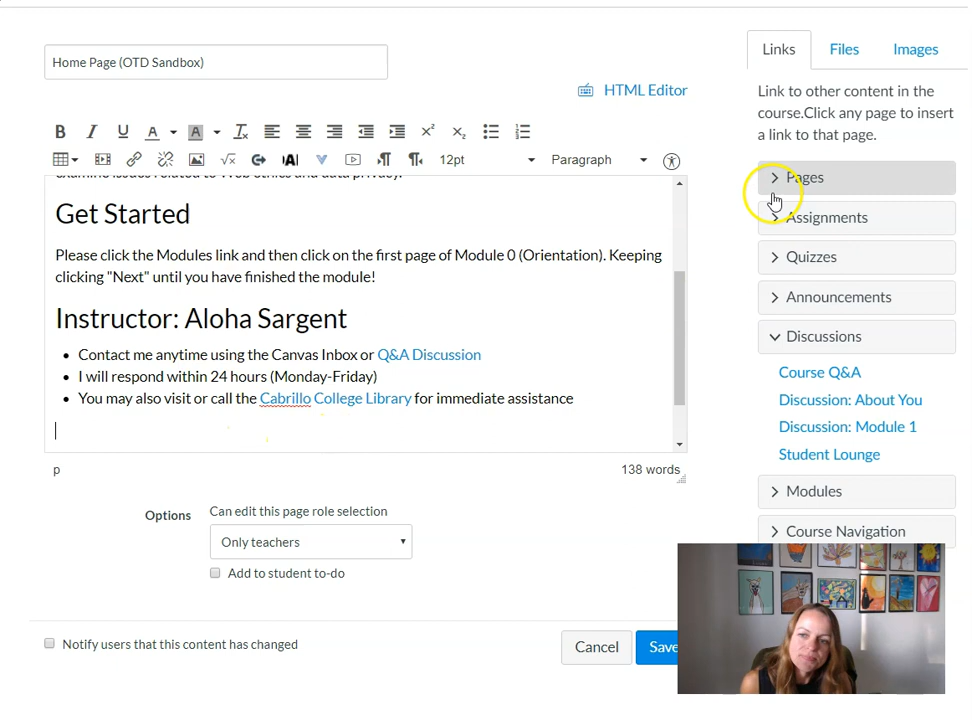 Home Page (OTD Sandbox)
HTML Editor
12pt
Paragraph
Get Started
Please click the Modules link and then click on the first page of Module 0 (Orientation). Keeping
clicking "Next" until you have finished the module!
Instructor: Aloha Sargent
Contact me anytime using the Canvas Inbox or Q&A Discussion
I will respond within 24 hours (Monday-Friday)
You may also visit or call the Cabrillo College Library for immediate assistance
p
138 words
Options
Can edit this page role selection
Only teachers
Add to student to-do
Notify users that this content has changed
Cancel
Save
Links
Files
Images
Link to other content in the
course.Click any page to insert
a link to that page.
Pages
Assignments
Quizzes
Announcements
Discussions
Course Q&A
Discussion: About You
Discussion: Module 1
Student Lounge
Modules
Course Navigation